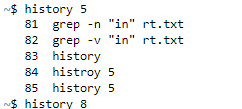 ~$ history 5
81 grep -n "in" rt.txt
82 grep -v "in" rt.txt
83 history
84 histroy 5
85 history 5
~$ history 8